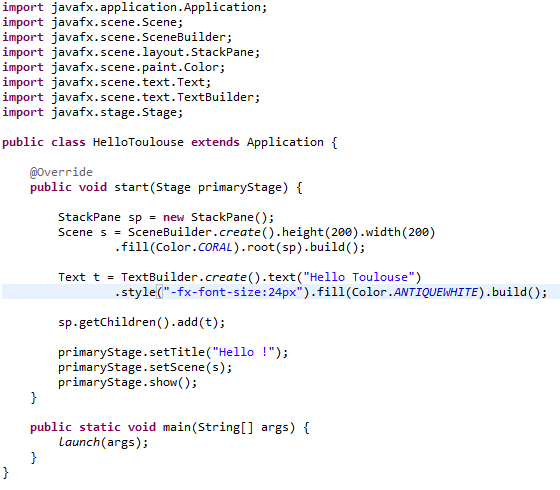 import javafx.application.Application;
import javafx.scene.Scene;
import javafx.scene.SceneBuilder;
import javafx.scene.layout.StackPane;
import javafx.scene.paint.Color;
import javafx.scene.text.Text;
import javafx.scene.text.TextBuilder;
import javafx.stage.Stage;

public class HelloToulouse extends Application {

    @Override
    public void start(Stage primaryStage) {

        StackPane sp = new StackPane();
        Scene s = SceneBuilder.create().height(200).width(200)
                .fill(Color.CORAL).root(sp).build();

        Text t = TextBuilder.create().text("Hello Toulouse")
                .style("-fx-font-size:24px").fill(Color.ANTIQUEWHITE).build();

        sp.getChildren().add(t);

        primaryStage.setTitle("Hello !");
        primaryStage.setScene(s);
        primaryStage.show();
    }

    public static void main(String[] args) {
        launch(args);
    }
}